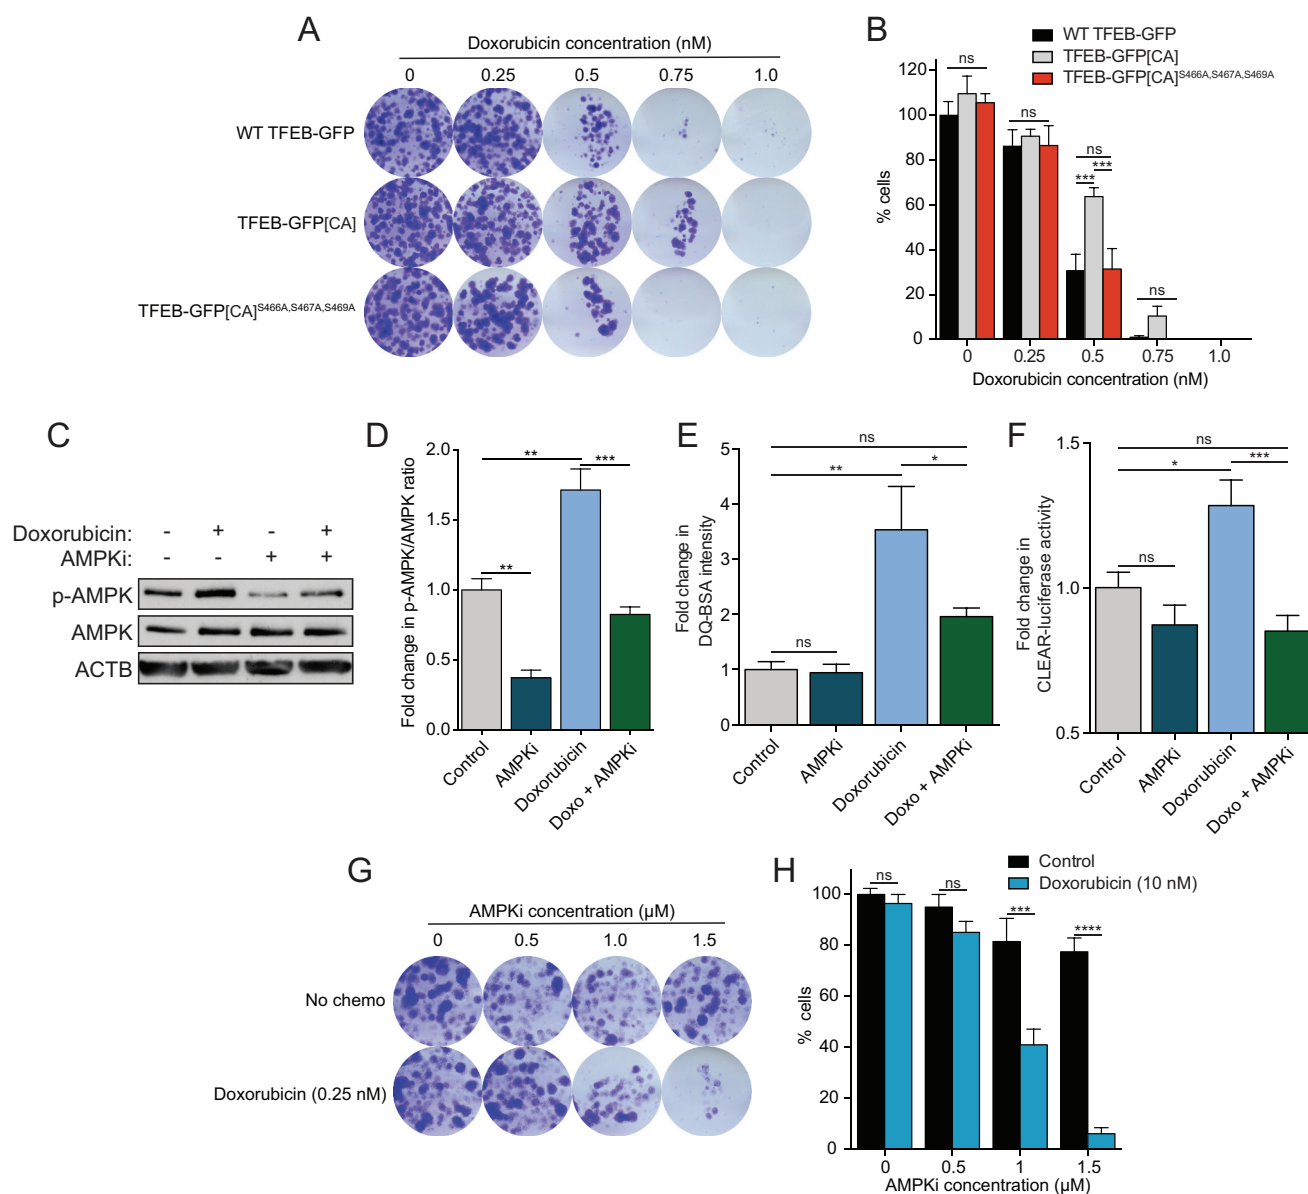 A
Doxorubicin concentration (nM)
0 0.25 0.5 0.75 1.0
WT TFEB-GFP
TFEB-GFP[CA]
TFEB-GFP[CA]S466A,S467A,S469A
B
WT TFEB-GFP
TFEB-GFP[CA]
TFEB-GFP[CA]S466A,S467A,S469A
% cells
120
100
80
60
40
20
0
ns
ns
ns
*** ***
ns
0 0.25 0.5 0.75 1.0
Doxorubicin concentration (nM)
C
Doxorubicin: - + - +
AMPKi: - - + +
p-AMPK
AMPK
ACTB
D
Fold change in p-AMPK/AMPK ratio
2.0
1.5
1.0
0.5
0.0
** ***
**
Control AMPKi Doxorubicin Doxo + AMPKi
E
Fold change in
DQ-BSA intensity
5
4
3
2
1
0
ns
** *
ns
Control AMPKi Doxorubicin Doxo + AMPKi
F
Fold change in
CLEAR-luciferase activity
1.5
1.0
0.5
ns
* ***
ns
Control AMPKi Doxorubicin Doxo + AMPKi
G
AMPKi concentration (µM)
0 0.5 1.0 1.5
No chemo
Doxorubicin (0.25 nM)
H
Control
Doxorubicin (10 nM)
% cells
100
80
60
40
20
0
ns ns *** ****
0 0.5 1 1.5
AMPKi concentration (µM)